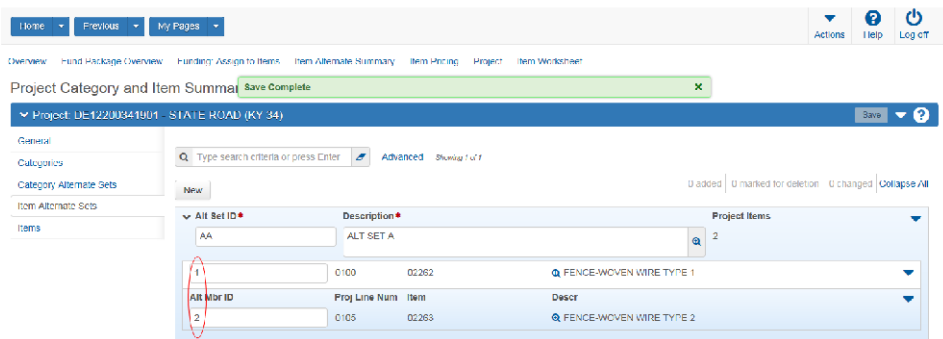 Home Previous My Pages Actions Help Log off
Overview Fund Package Overview Funding: Assign to Items Item Alternate Summary Item Pricing Project Item Worksheet
Project Category and Item Summar Save Complete ×
Project: DE12200341901 - STATE ROAD (KY 34) Save ?
General
Categories
Category Alternate Sets
Item Alternate Sets
Items
Type search criteria or press Enter Advanced Showing 1 of 1
New 0 added 0 marked for deletion 0 changed Collapse All
Alt Set ID* Description* Project Items
AA ALT SET A 2
1 0100 02262 FENCE-WOVEN WIRE TYPE 1
Alt Mbr ID Proj Line Num Item Descr
2 0105 02263 FENCE-WOVEN WIRE TYPE 2